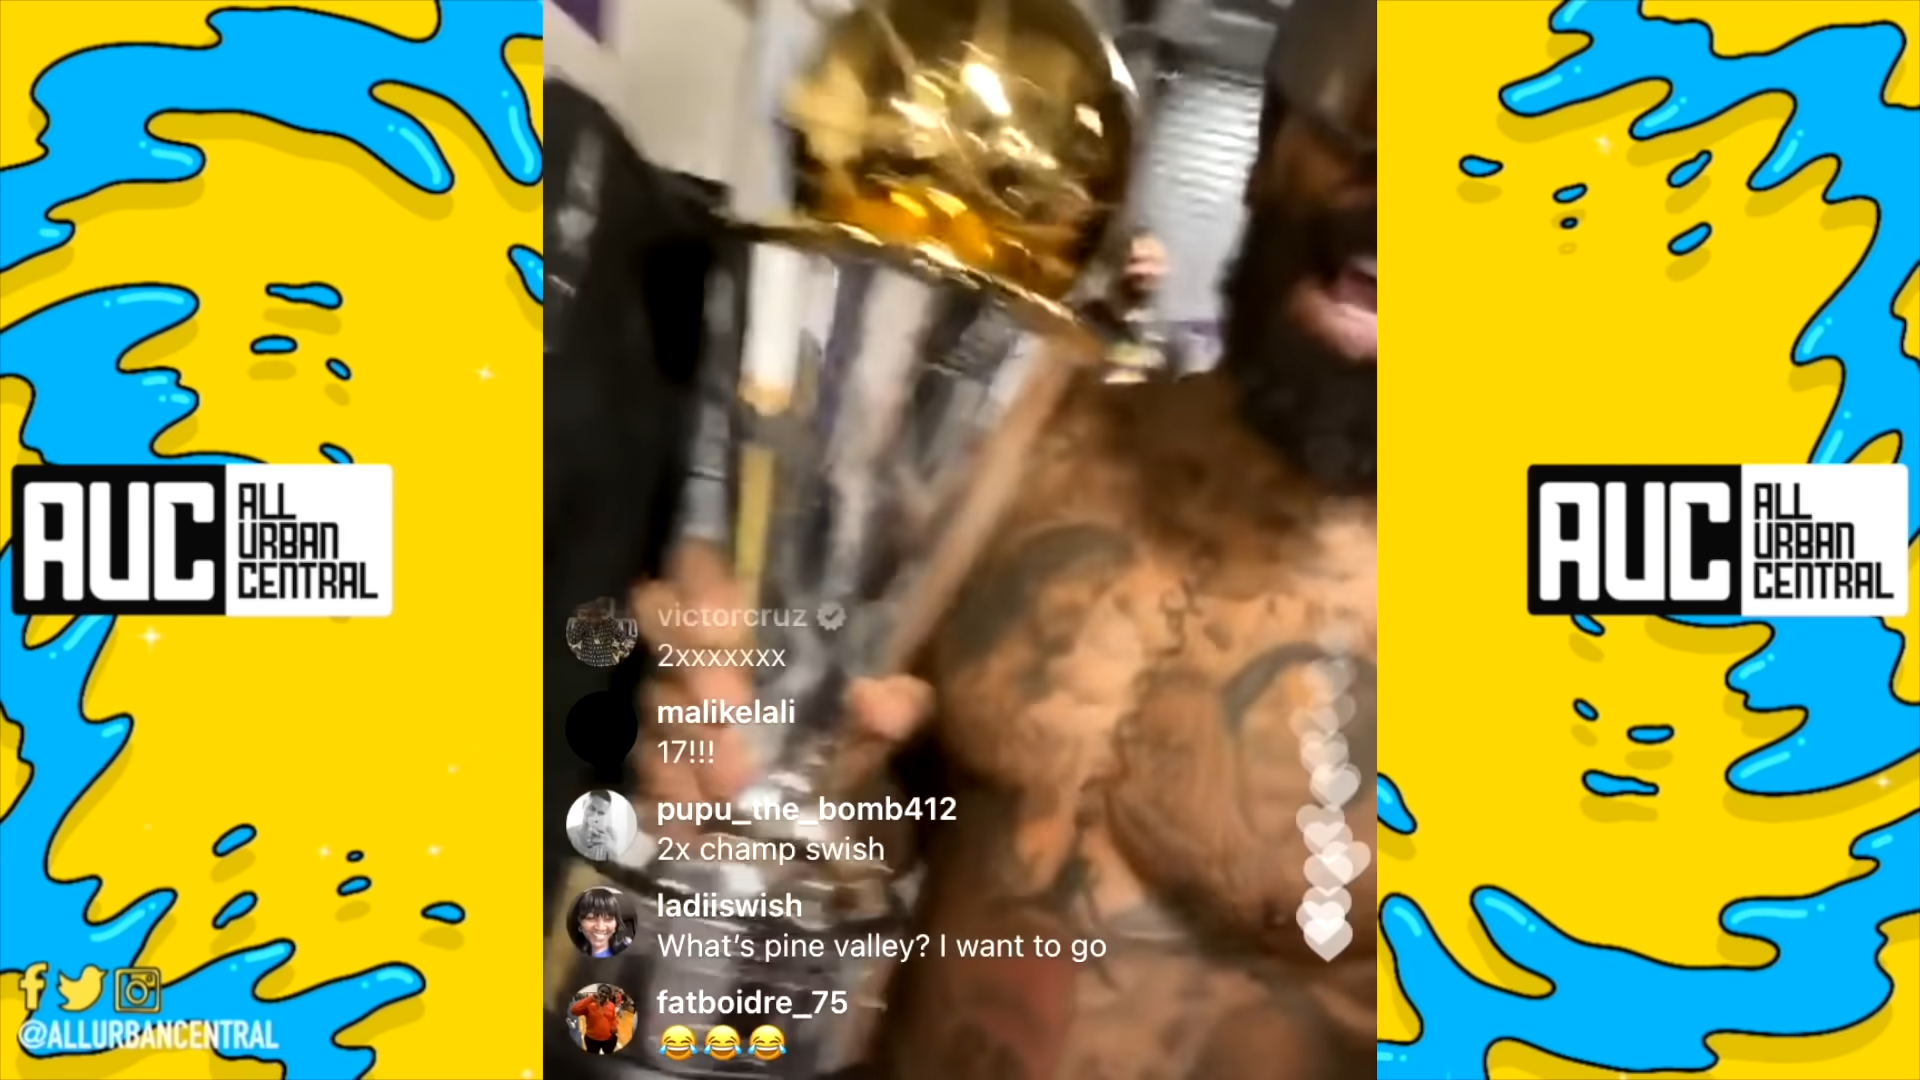 AUC
ALL
URBAN
CENTRAL
victorcruz
2xxxxxxx
malikelali
17!!!
pupu_the_bomb412
2x champ swish
ladiiswish
What's pine valley? I want to go
fatboidre_75
😂😂😂
@ALLURBANCENTRAL
AUC
ALL
URBAN
CENTRAL